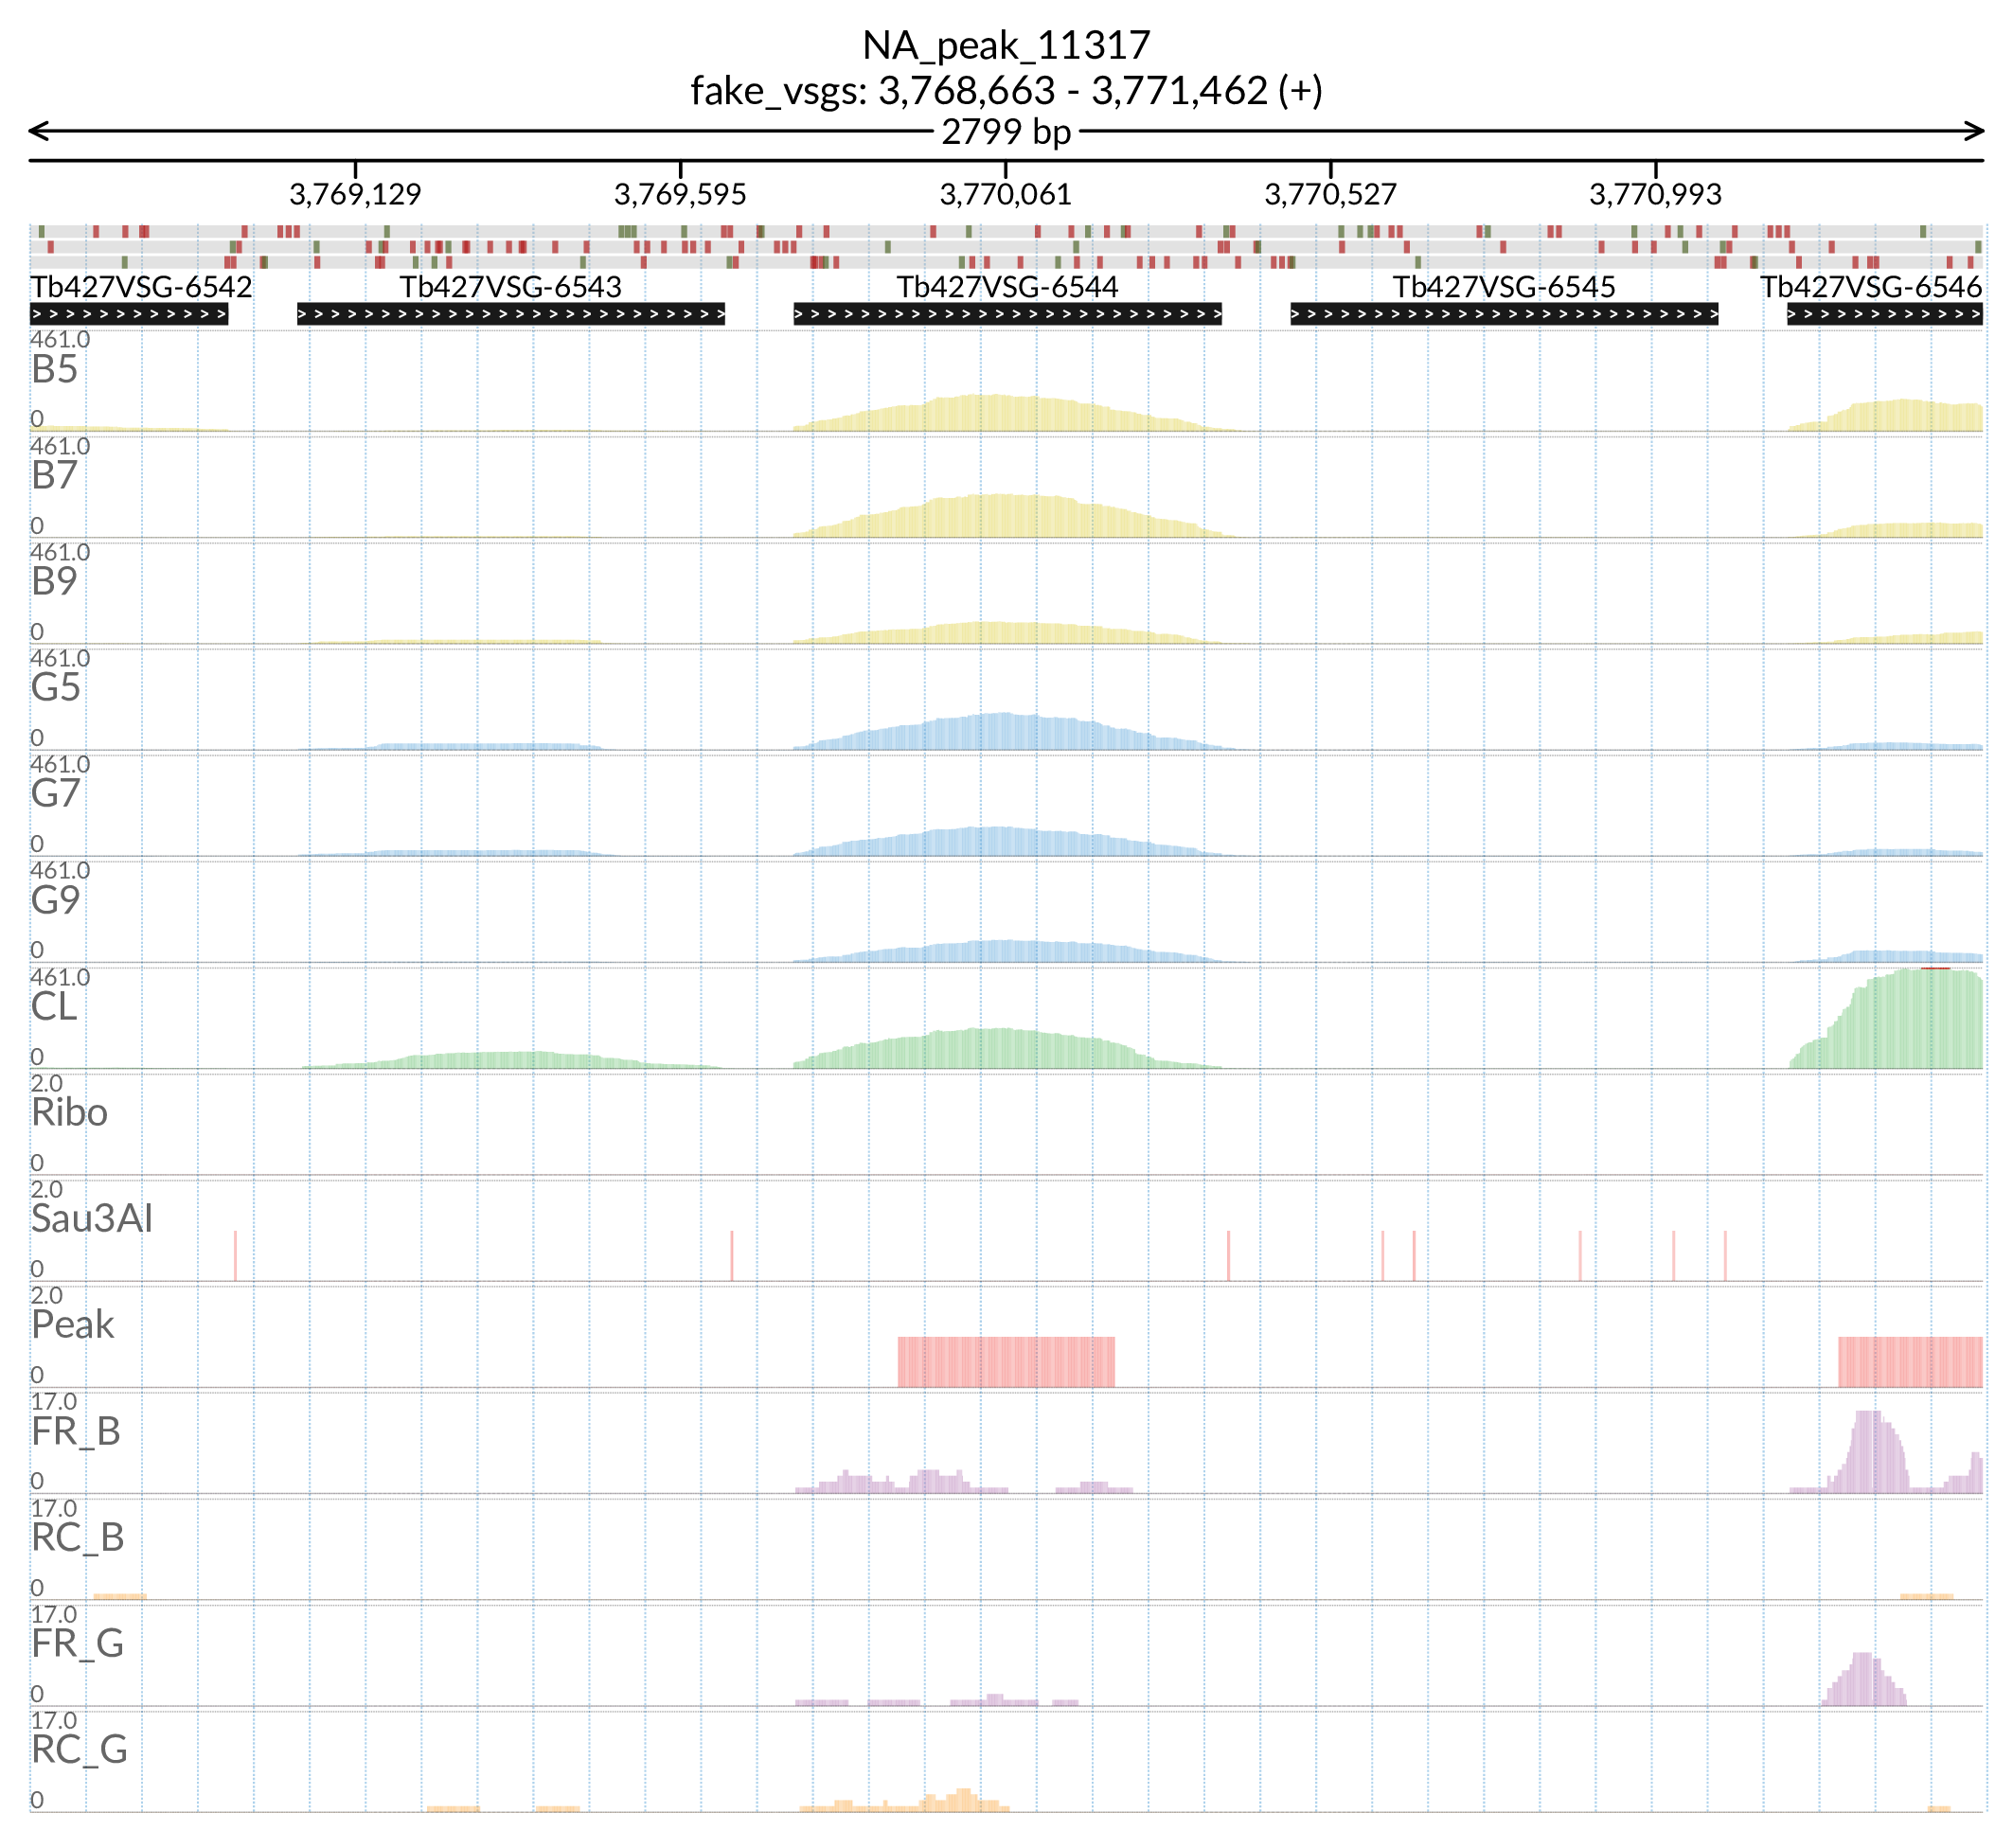 NA_peak_11317
fake_vsgs: 3,768,663 - 3,771,462 (+)
2799 bp
3,769,129 3,769,595 3,770,061 3,770,527 3,770,993
Tb427VSG-6542 Tb427VSG-6543 Tb427VSG-6544 Tb427VSG-6545 Tb427VSG-6546
461.0
B5
0
461.0
B7
0
461.0
B9
0
461.0
G5
0
461.0
G7
0
461.0
G9
0
461.0
CL
0
2.0
Ribo
0
2.0
Sau3AI
0
2.0
Peak
0
17.0
FR_B
0
17.0
RC_B
0
17.0
FR_G
0
17.0
RC_G
0